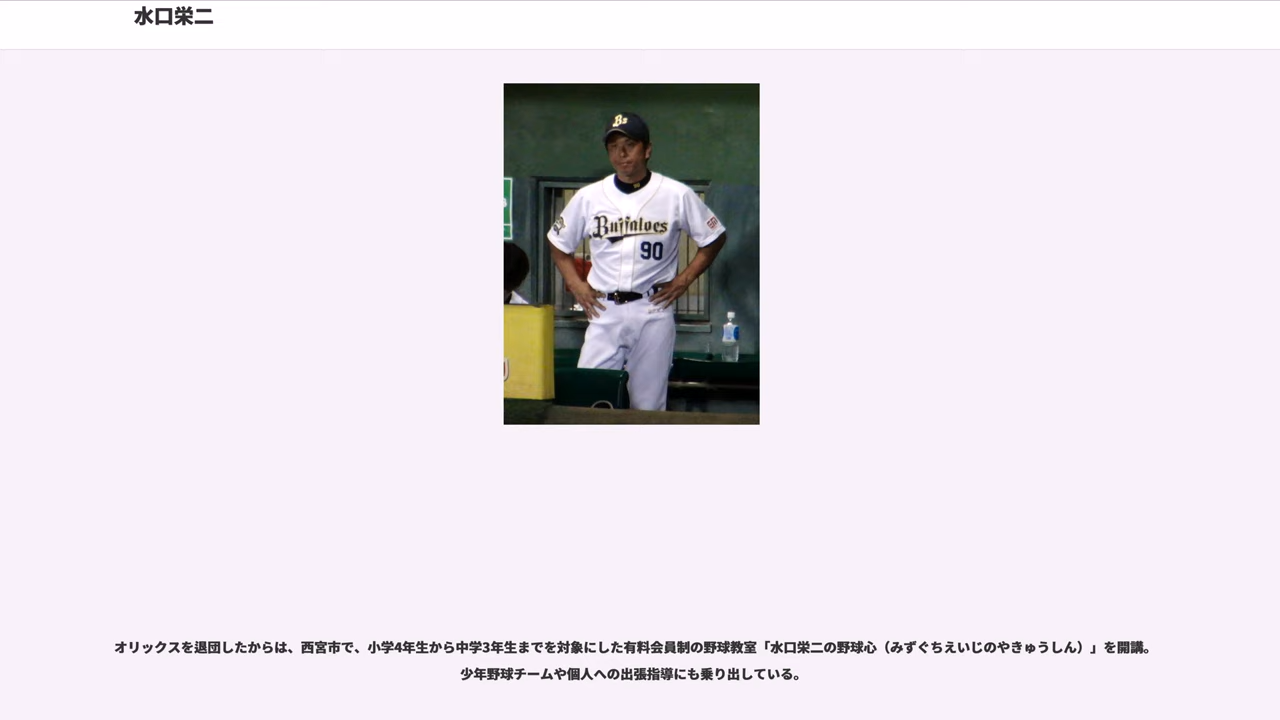 水口栄二
Bs
Buffaloes
90
オリックスを退団したからは、西宮市で、小学4年生から中学3年生までを対象にした有料会員制の野球教室「水口栄二の野球心（みずぐちえいじのやきゅうしん）」を開講。
少年野球チームや個人への出張指導にも乗り出している。